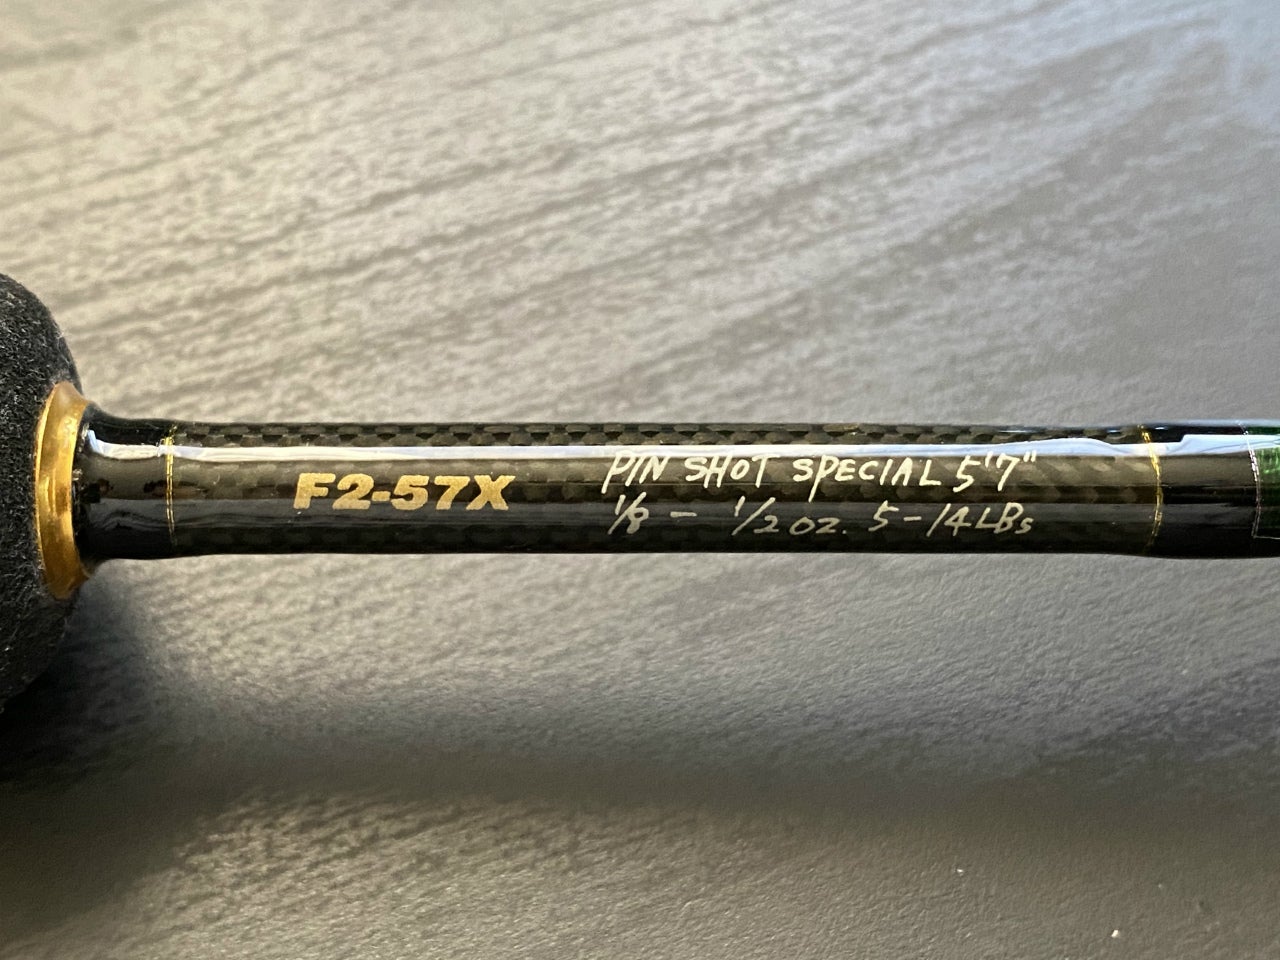 F2-57X
PIN SHOT SPECIAL 5'7"
1/8 - 1/2 OZ. 5-14 LBs